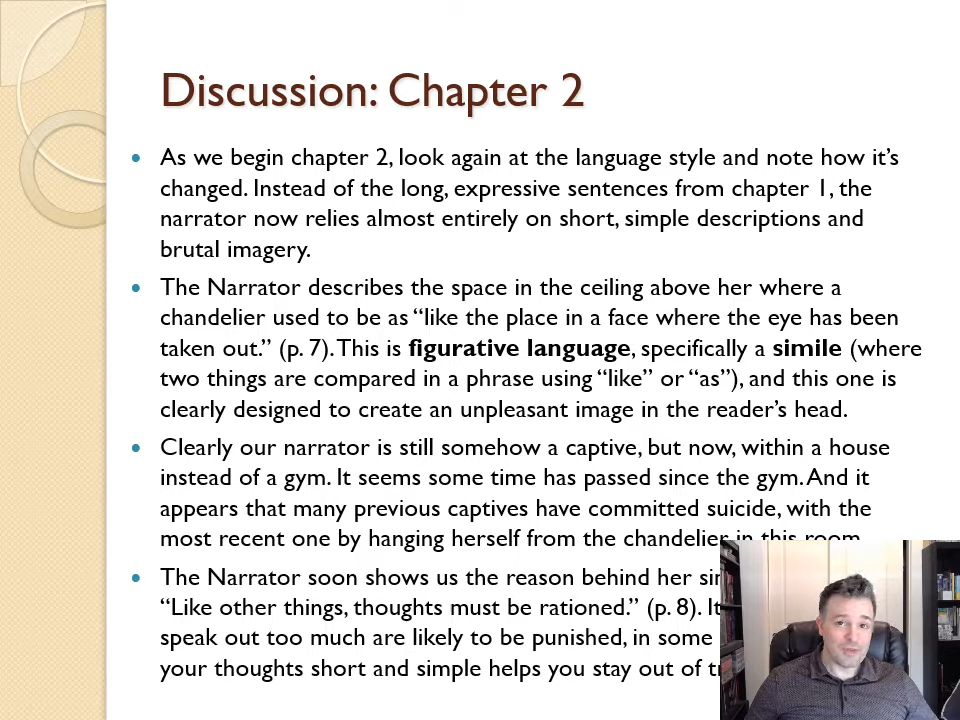 Discussion: Chapter 2
As we begin chapter 2, look again at the language style and note how it’s
changed. Instead of the long, expressive sentences from chapter 1, the
narrator now relies almost entirely on short, simple descriptions and
brutal imagery.
The Narrator describes the space in the ceiling above her where a
chandelier used to be as “like the place in a face where the eye has been
taken out.” (p. 7). This is figurative language, specifically a simile (where
two things are compared in a phrase using “like” or “as”), and this one is
clearly designed to create an unpleasant image in the reader’s head.
Clearly our narrator is still somehow a captive, but now, within a house
instead of a gym. It seems some time has passed since the gym. And it
appears that many previous captives have committed suicide, with the
most recent one by hanging herself from the chandelier in this room.
The Narrator soon shows us the reason behind her
“Like other things, thoughts must be rationed.” (p. 8).
speak out too much are likely to be punished, in some
your thoughts short and simple helps you stay out of